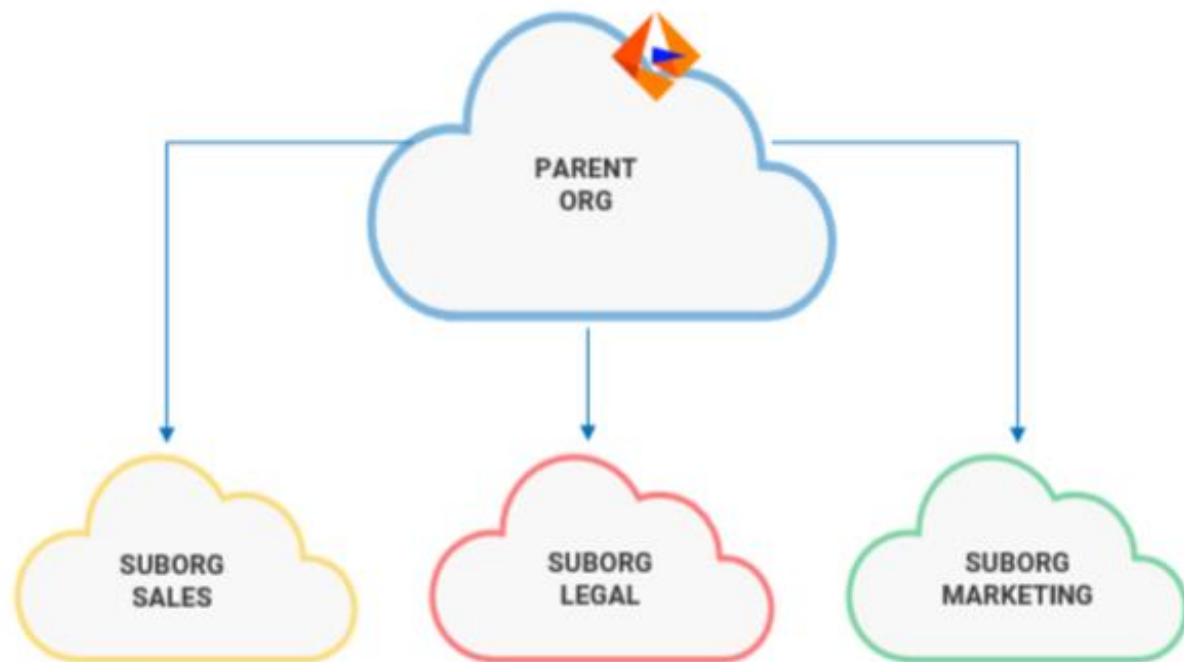 PARENT
ORG
SUBORG
SALES
SUBORG
LEGAL
SUBORG
MARKETING